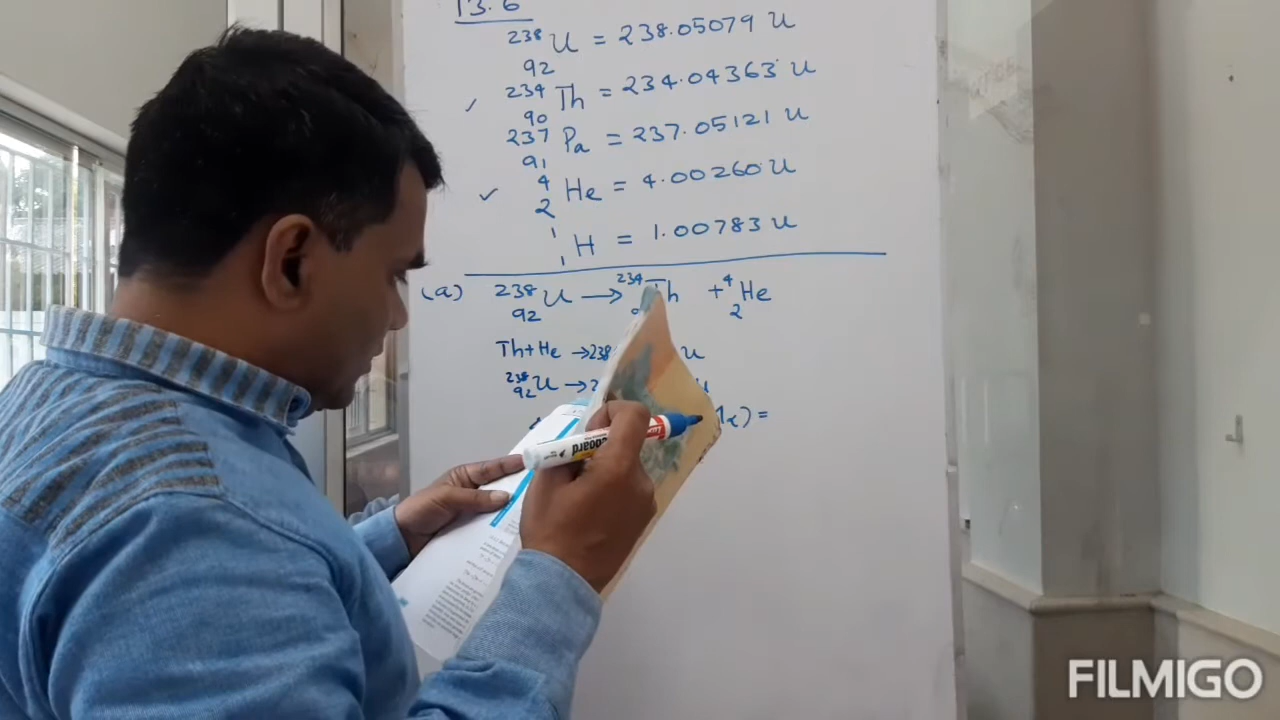 13.6
²³⁸₉₂U = 238.05079 u
✓ ²³⁴₉₀Th = 234.04363 u
²³⁷₉₁Pa = 237.05121 u
✓ ⁴₂He = 4.00260 u
¹₁H = 1.00783 u
(a) ²³⁸₉₂U → ²³⁴Th + ⁴₂He
Th+He → 238 u
²³⁸₉₂U → 2 u
) =
FILMIGO